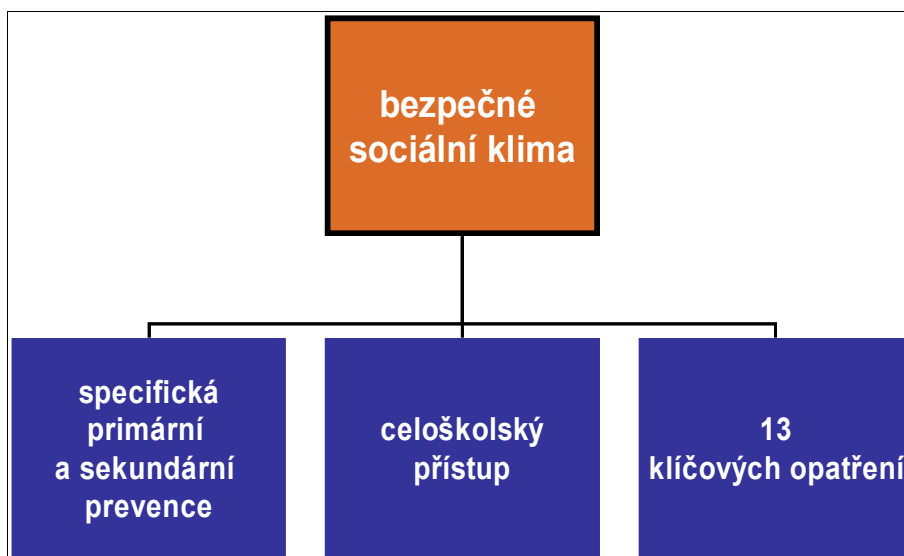 bezpečné
sociální klima
specifická
primární
a sekundární
prevence
celoškolský
přístup
13
klíčových opatření